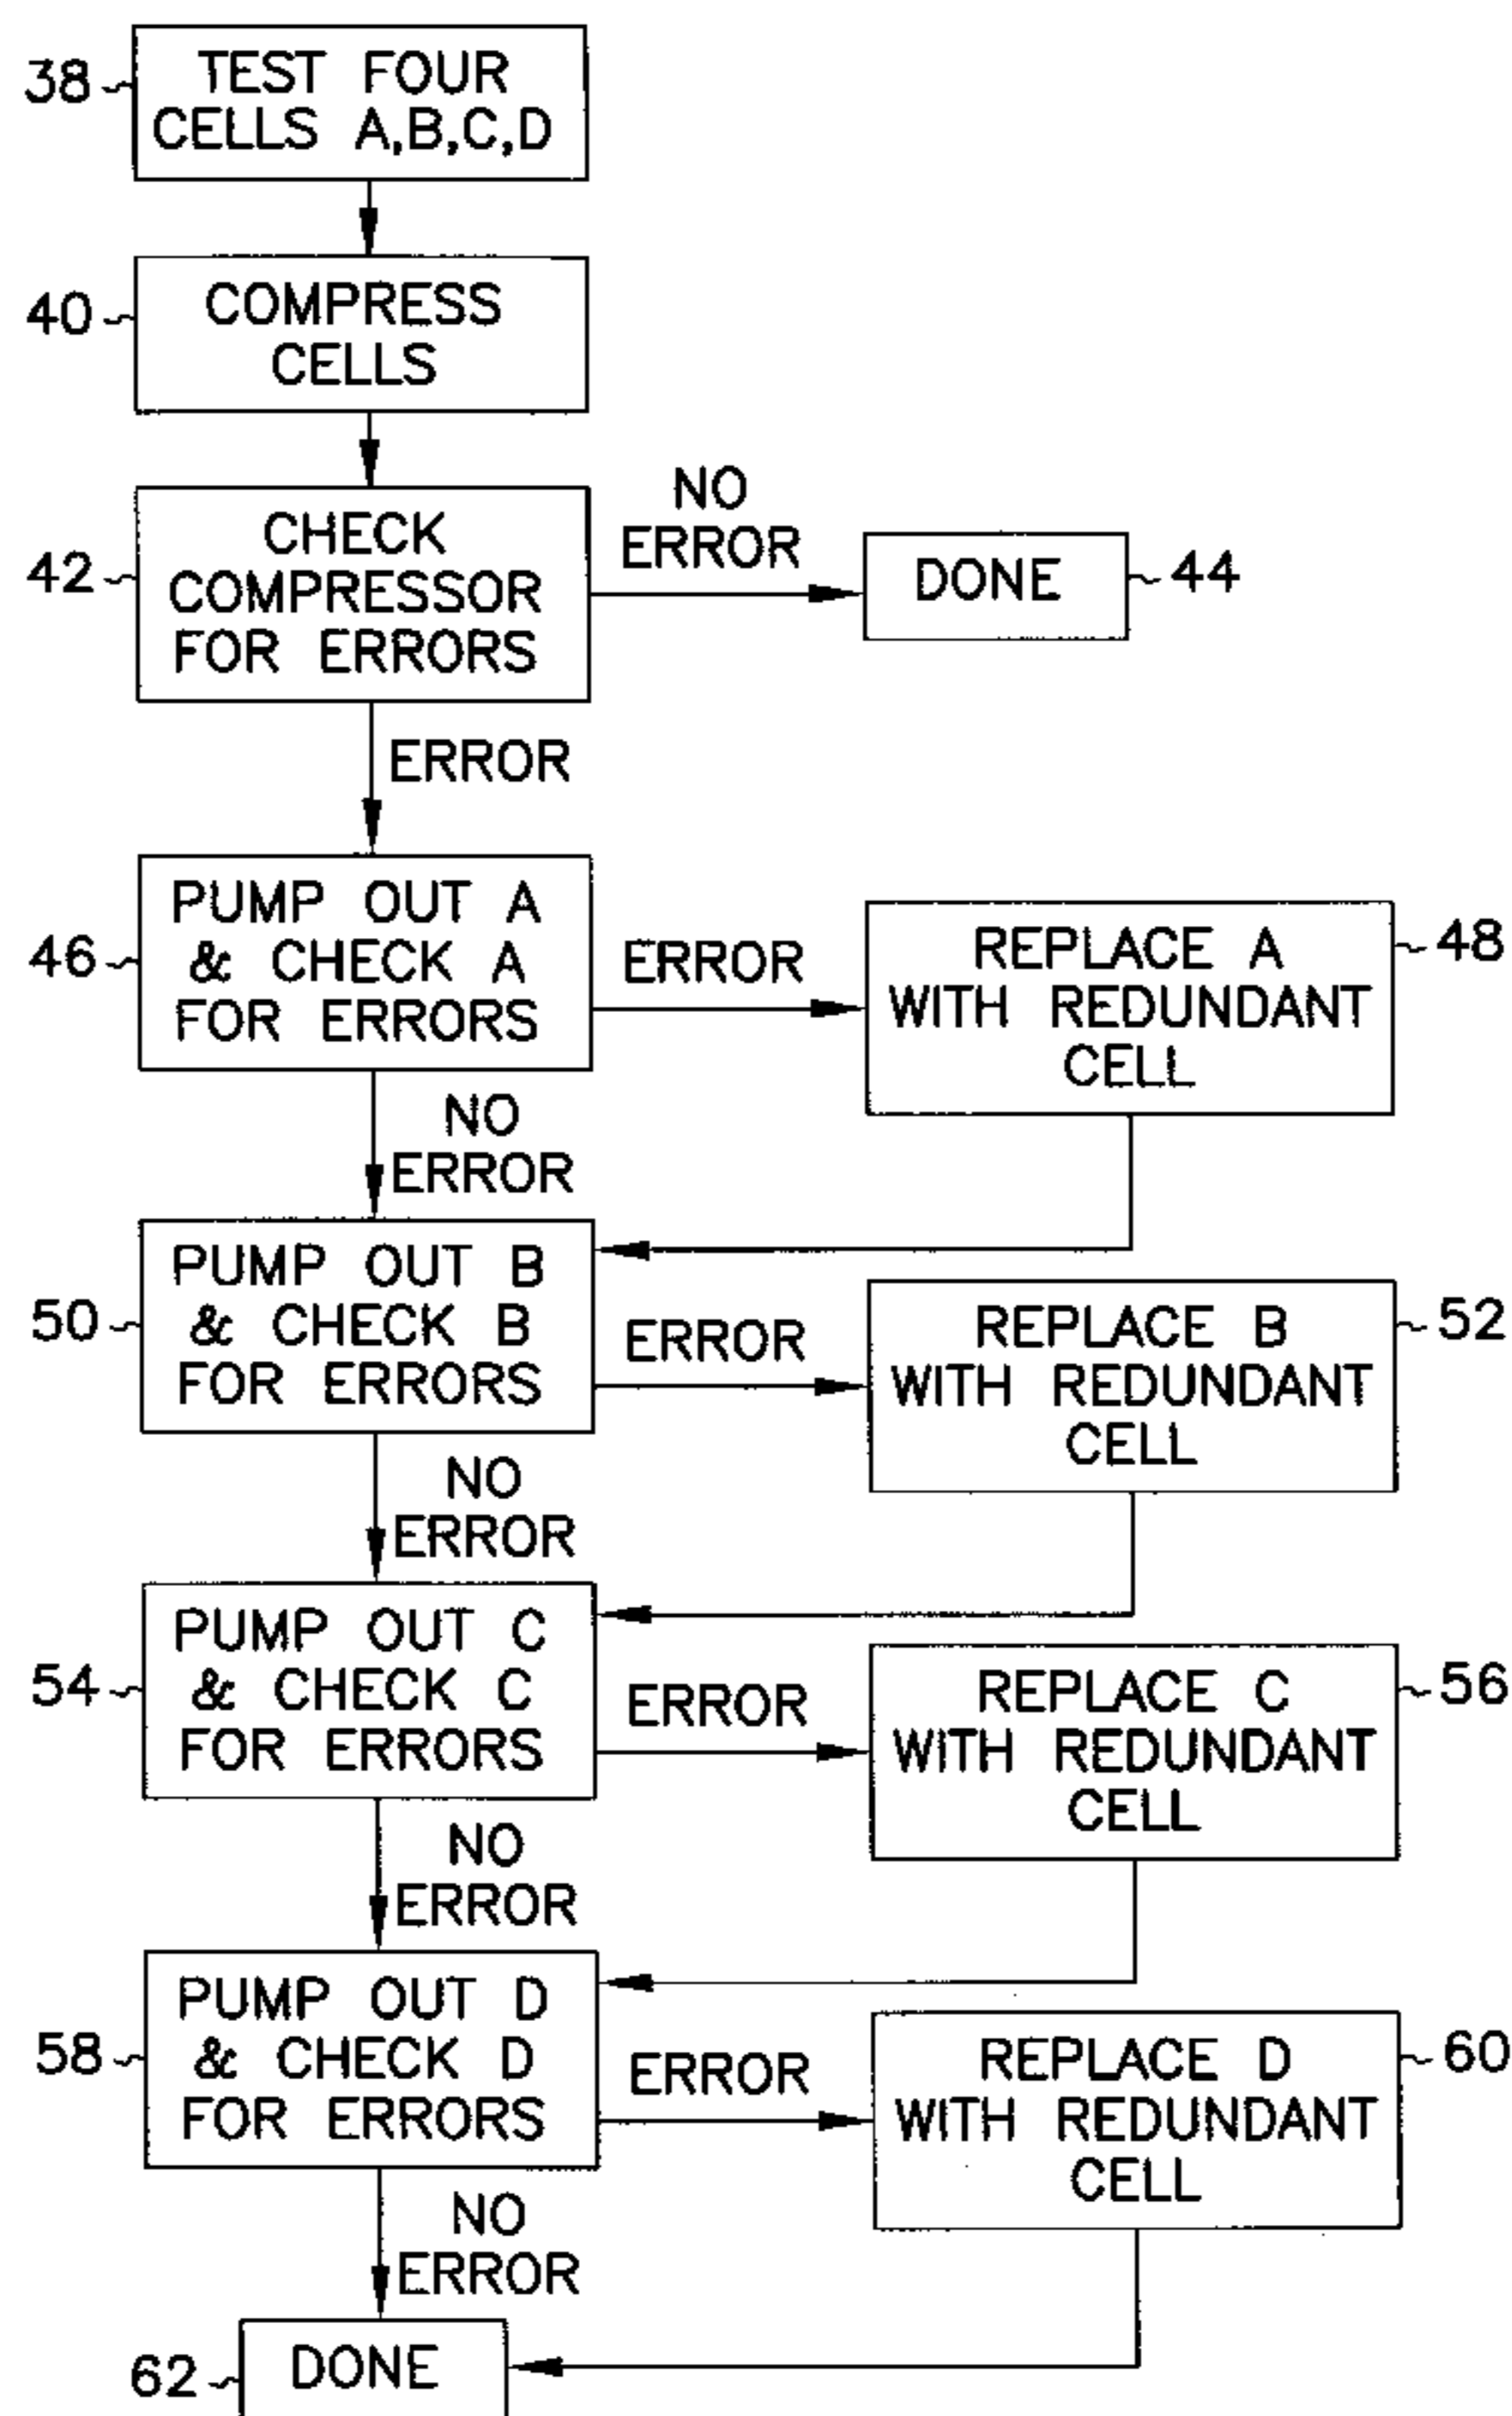 38
TEST FOUR
CELLS A,B,C,D
40
COMPRESS
CELLS
42
CHECK
COMPRESSOR
FOR ERRORS
NO
ERROR
DONE
44
ERROR
46
PUMP OUT A
& CHECK A
FOR ERRORS
ERROR
REPLACE A
WITH REDUNDANT
CELL
48
NO
ERROR
50
PUMP OUT B
& CHECK B
FOR ERRORS
ERROR
REPLACE B
WITH REDUNDANT
CELL
52
NO
ERROR
54
PUMP OUT C
& CHECK C
FOR ERRORS
ERROR
REPLACE C
WITH REDUNDANT
CELL
56
NO
ERROR
58
PUMP OUT D
& CHECK D
FOR ERRORS
ERROR
REPLACE D
WITH REDUNDANT
CELL
60
NO
ERROR
62
DONE